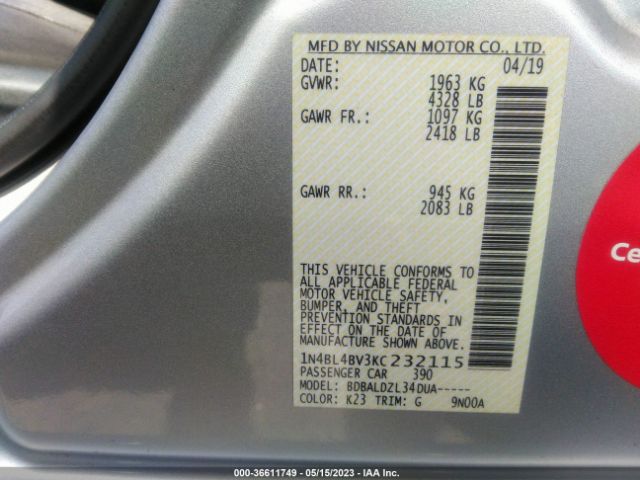 MFD BY NISSAN MOTOR CO., LTD.
DATE: 04/19
GVWR: 1963 KG
4328 LB
GAWR FR.: 1097 KG
2418 LB
GAWR RR.: 945 KG
2083 LB
THIS VEHICLE CONFORMS TO
ALL APPLICABLE FEDERAL
MOTOR VEHICLE SAFETY,
BUMPER, AND THEFT
PREVENTION STANDARDS IN
EFFECT ON THE DATE OF
MANUFACTURE SHOWN ABOVE.
1N4BL4BV3KC232115
PASSENGER CAR 390
MODEL: BDBALDZL34DUA-----
COLOR: K23 TRIM: G 9N00A
Ce
000-36611749 - 05/15/2023 - IAA Inc.